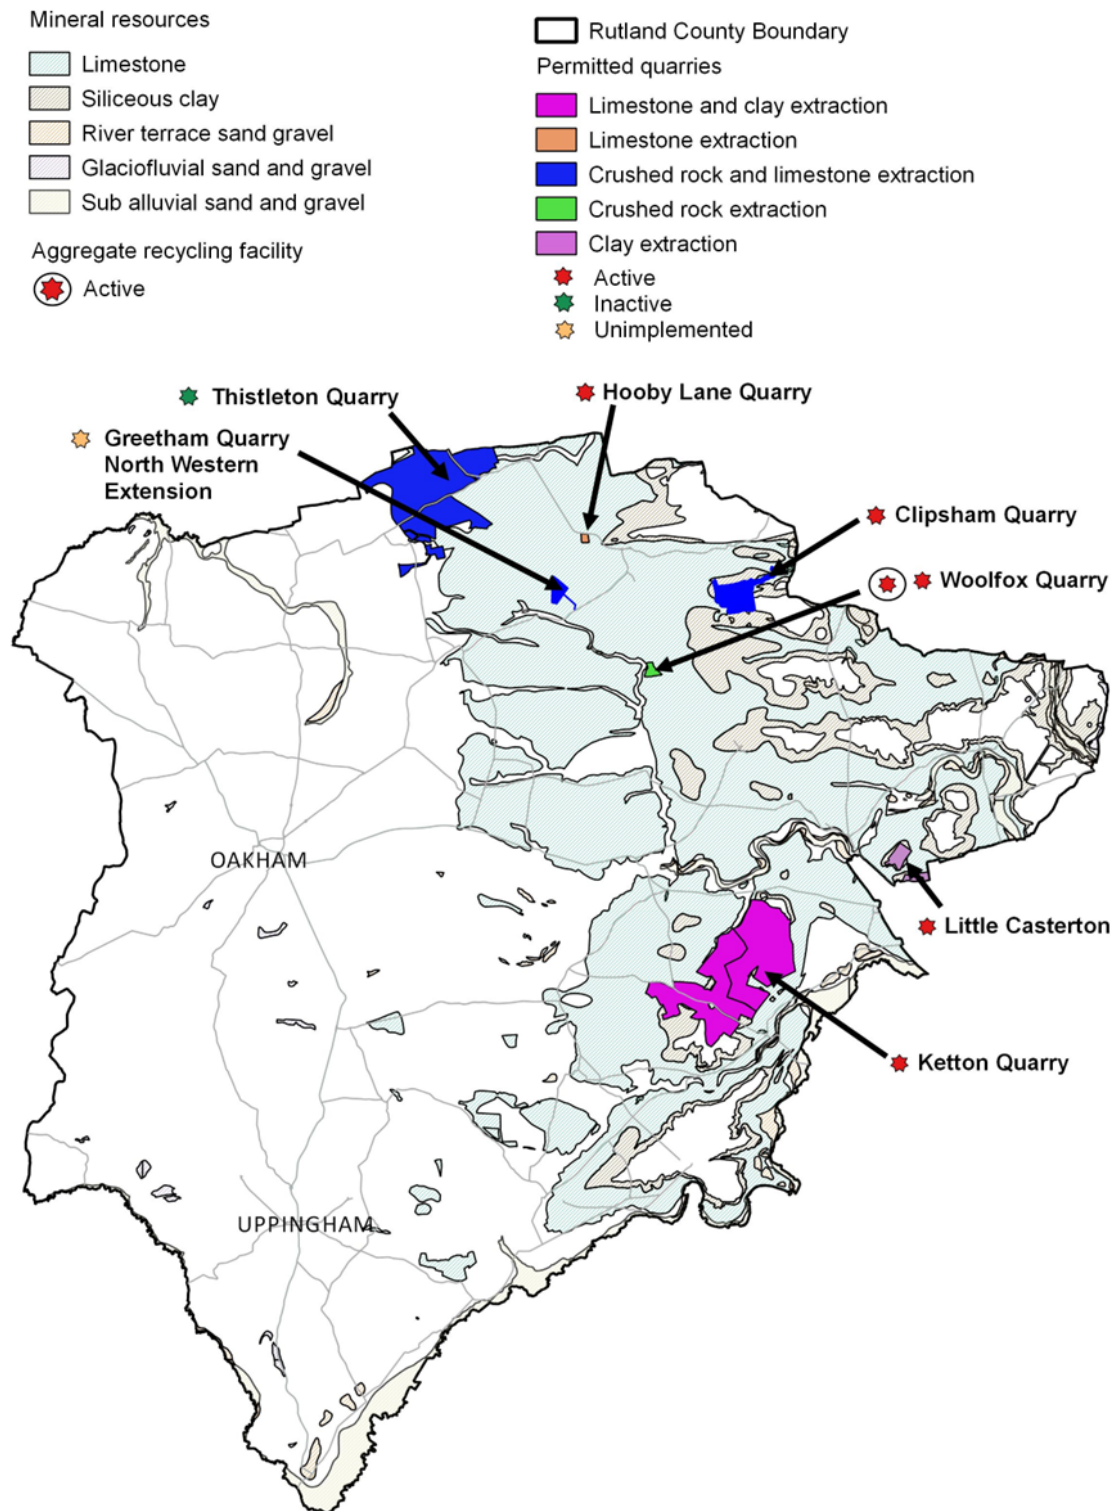 Mineral resources
Limestone
Siliceous clay
River terrace sand gravel
Glaciofluvial sand and gravel
Sub alluvial sand and gravel
Aggregate recycling facility
Active
Rutland County Boundary
Permitted quarries
Limestone and clay extraction
Limestone extraction
Crushed rock and limestone extraction
Crushed rock extraction
Clay extraction
Active
Inactive
Unimplemented
Thistleton Quarry
Hooby Lane Quarry
Greetham Quarry
North Western
Extension
Clipsham Quarry
Woolfox Quarry
OAKHAM
Little Casterton
Ketton Quarry
UPPINGHAM